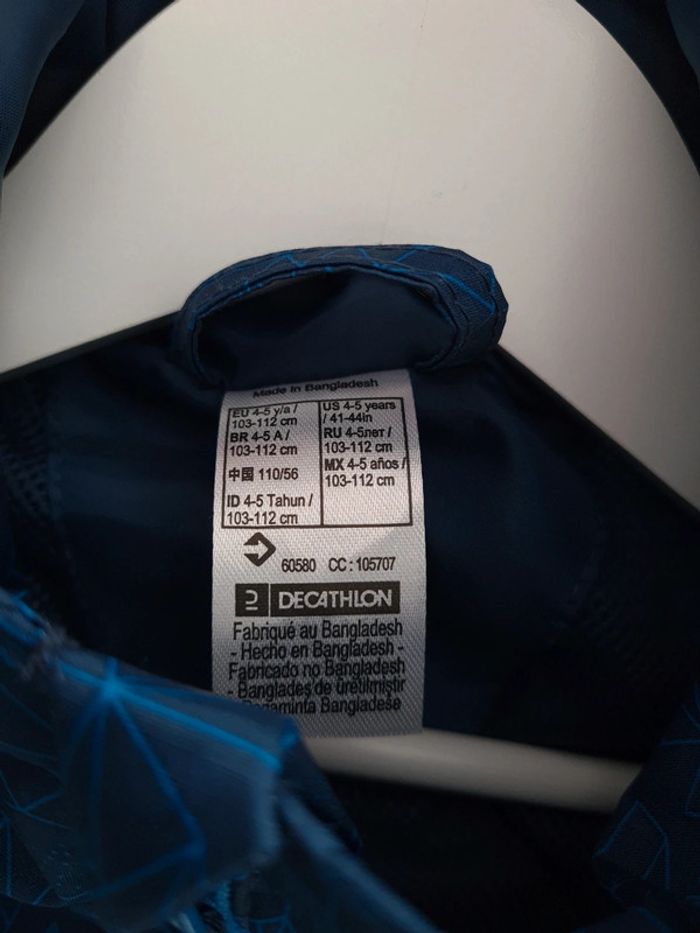 Made in Bangladesh
EU 4-5 y/a /
103-112 cm
BR 4-5 A /
103-112 cm
中国 110/56
ID 4-5 Tahun /
103-112 cm
US 4-5 years
/ 41-44in
RU 4-5лет /
103-112 cm
MX 4-5 años /
103-112 cm
60580 CC : 105707
DECATHLON
Fabriqué au Bangladesh
- Hecho en Bangladesh -
Fabricado no Bangladesh
- Banglades de üretilmiştir
Bangladese